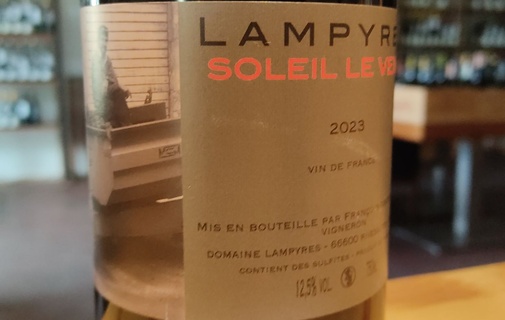 LAMPYRE
SOLEIL LE VE
2023
VIN DE FRANCE
MIS EN BOUTEILLE PAR
VIGNERON
DOMAINE LAMPYRES - 66600
CONTIENT DES SULFITES
12,5% VOL.